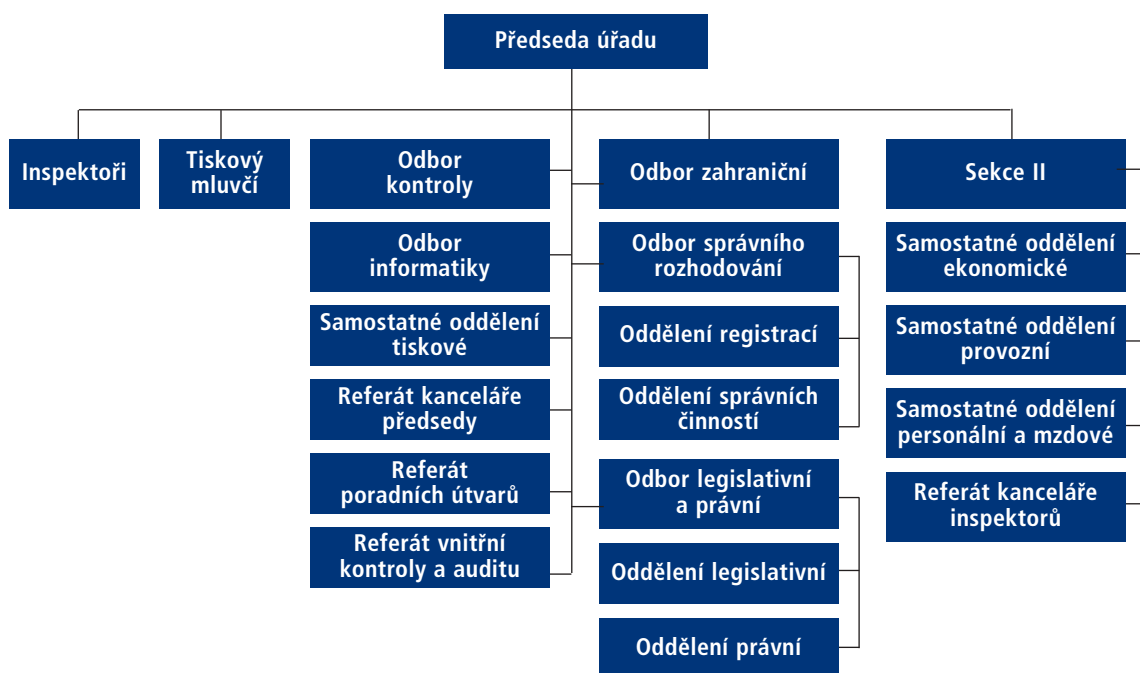 Předseda úřadu
Inspektoři
Tiskový
mluvčí
Odbor
kontroly
Odbor
informatiky
Samostatné oddělení
tiskové
Referát kanceláře
předsedy
Referát
poradních útvarů
Referát vnitřní
kontroly a auditu
Odbor zahraniční
Odbor správního
rozhodování
Oddělení registrací
Oddělení správních
činností
Odbor legislativní
a právní
Oddělení legislativní
Oddělení právní
Sekce II
Samostatné oddělení
ekonomické
Samostatné oddělení
provozní
Samostatné oddělení
personální a mzdové
Referát kanceláře
inspektorů